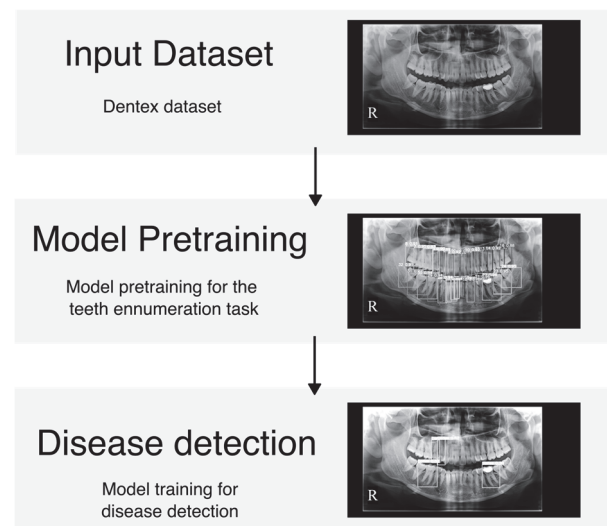 Input Dataset
Dentex dataset
R
Model Pretraining
Model pretraining for the
teeth ennumeration task
R
Disease detection
Model training for
disease detection
R